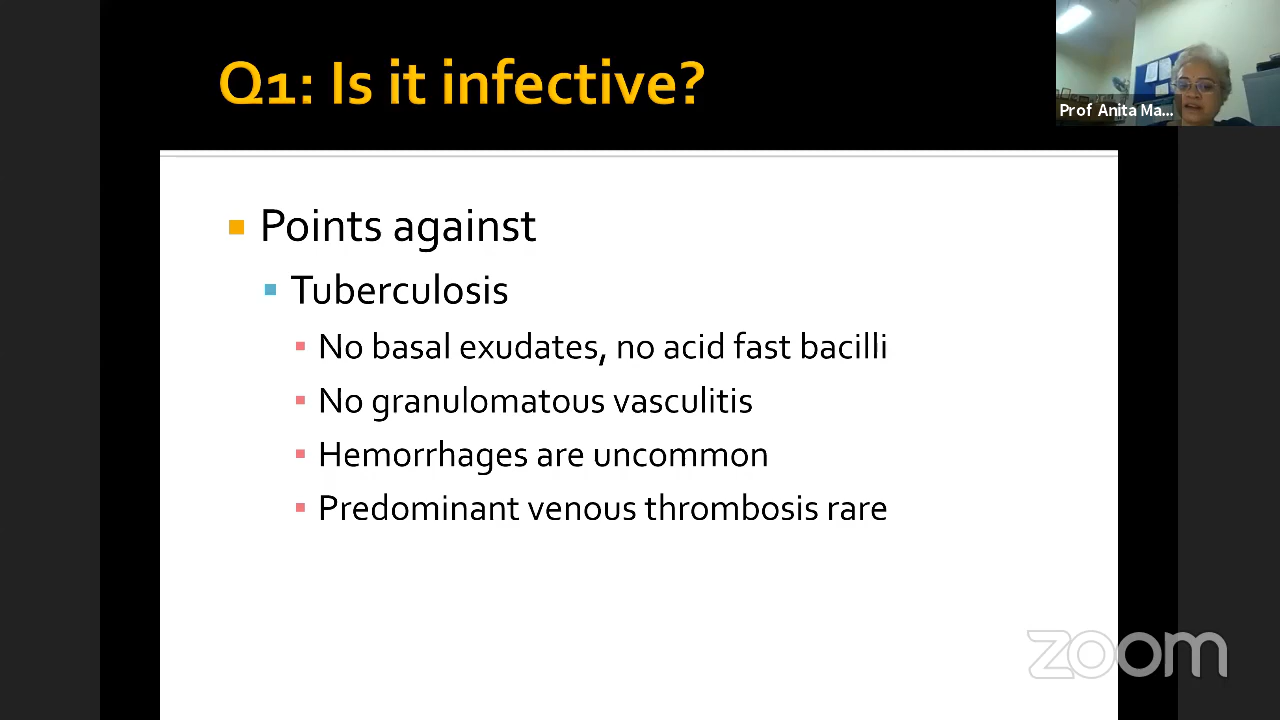 Q1: Is it infective?
Prof Anita Ma...
Points against
Tuberculosis
No basal exudates, no acid fast bacilli
No granulomatous vasculitis
Hemorrhages are uncommon
Predominant venous thrombosis rare
zoom